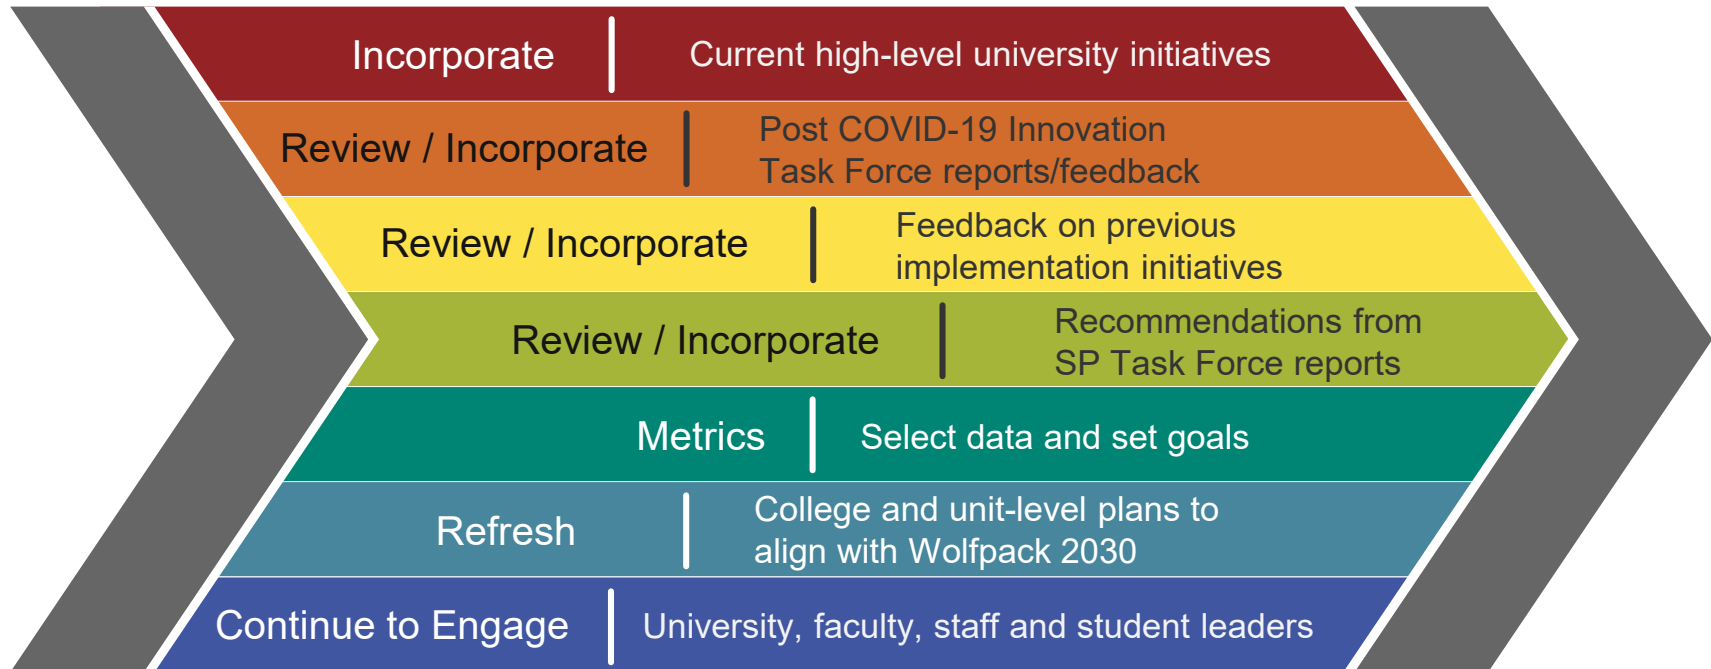 Incorporate
Current high-level university initiatives
Review / Incorporate
Post COVID-19 Innovation
Task Force reports/feedback
Review / Incorporate
Feedback on previous
implementation initiatives
Review / Incorporate
Recommendations from
SP Task Force reports
Metrics
Select data and set goals
Refresh
College and unit-level plans to
align with Wolfpack 2030
Continue to Engage
University, faculty, staff and student leaders